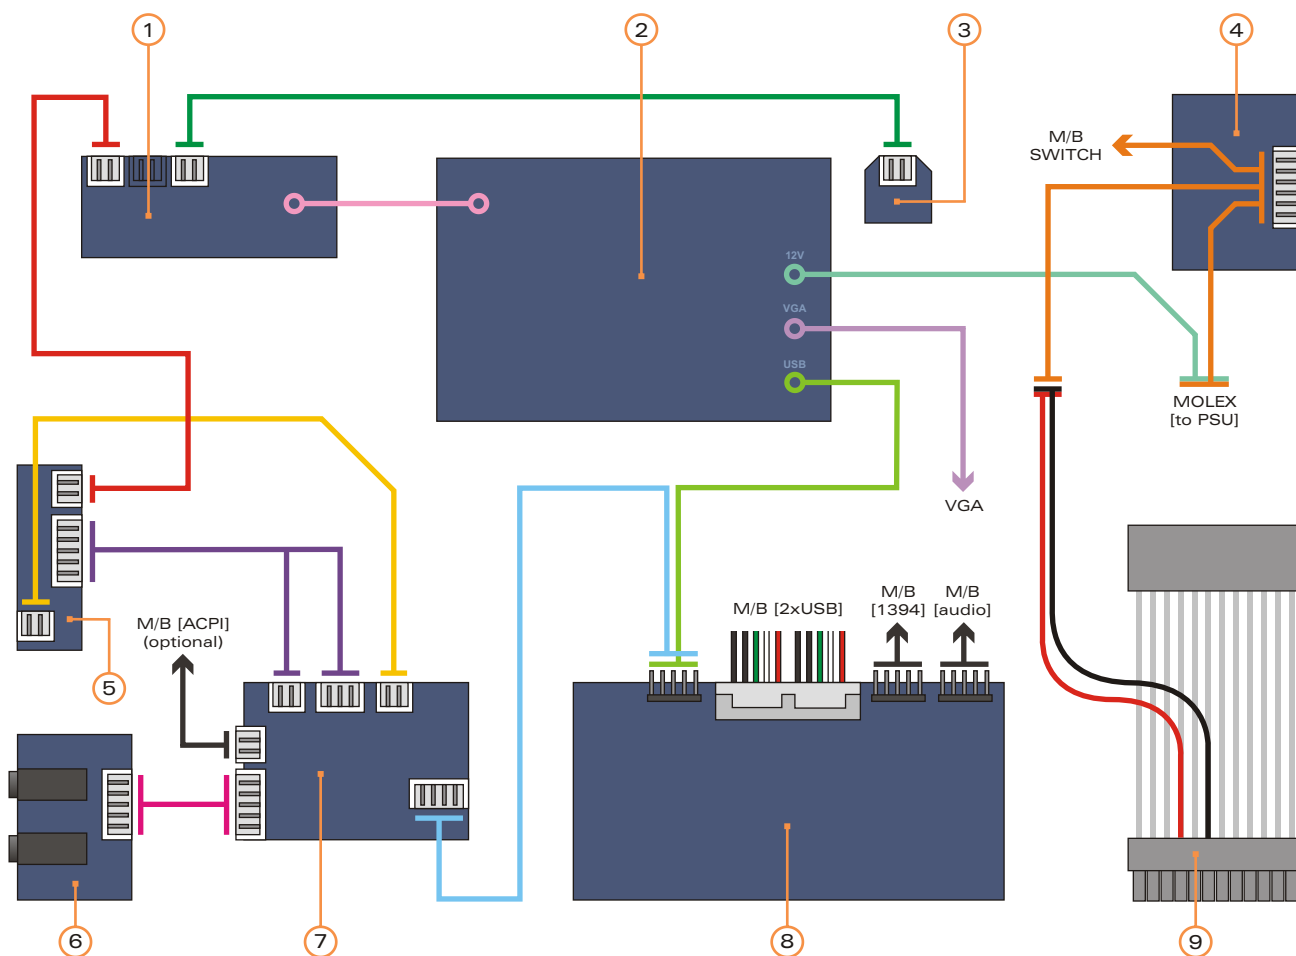 1
2
3
4
M/B
SWITCH
12V
VGA
USB
MOLEX
[to PSU]
VGA
M/B [ACPI]
(optional)
M/B [2xUSB]
M/B
[1394]
M/B
[audio]
5
6
7
8
9